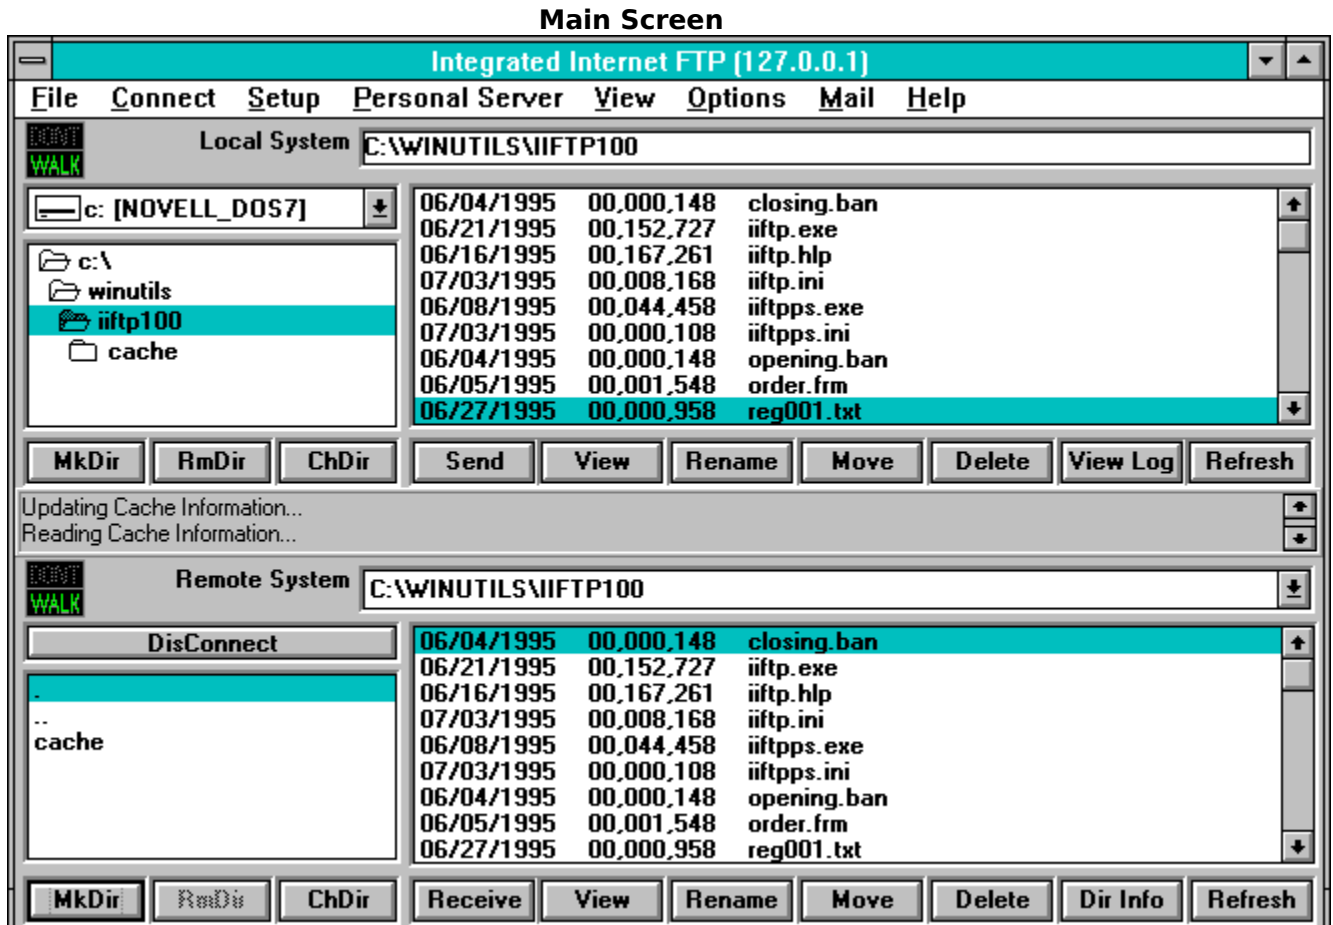 Main Screen
Integrated Internet FTP (127.0.0.1)
File Connect Setup Personal Server View Options Mail Help
DONT
WALK
Local System C:\WINUTILS\IIFTP100
c: [NOVELL_DOS7]
c:\
winutils
iiftp100
cache
06/04/1995 00,000,148 closing.ban
06/21/1995 00,152,727 iiftp.exe
06/16/1995 00,167,261 iiftp.hlp
07/03/1995 00,008,168 iiftp.ini
06/08/1995 00,044,458 iiftpps.exe
07/03/1995 00,000,108 iiftpps.ini
06/04/1995 00,000,148 opening.ban
06/05/1995 00,001,548 order.frm
06/27/1995 00,000,958 reg001.txt
MkDir RmDir ChDir Send View Rename Move Delete View Log Refresh
Updating Cache Information...
Reading Cache Information...
DONT
WALK
Remote System C:\WINUTILS\IIFTP100
DisConnect
.
..
cache
06/04/1995 00,000,148 closing.ban
06/21/1995 00,152,727 iiftp.exe
06/16/1995 00,167,261 iiftp.hlp
07/03/1995 00,008,168 iiftp.ini
06/08/1995 00,044,458 iiftpps.exe
07/03/1995 00,000,108 iiftpps.ini
06/04/1995 00,000,148 opening.ban
06/05/1995 00,001,548 order.frm
06/27/1995 00,000,958 reg001.txt
MkDir RmDir ChDir Receive View Rename Move Delete Dir Info Refresh